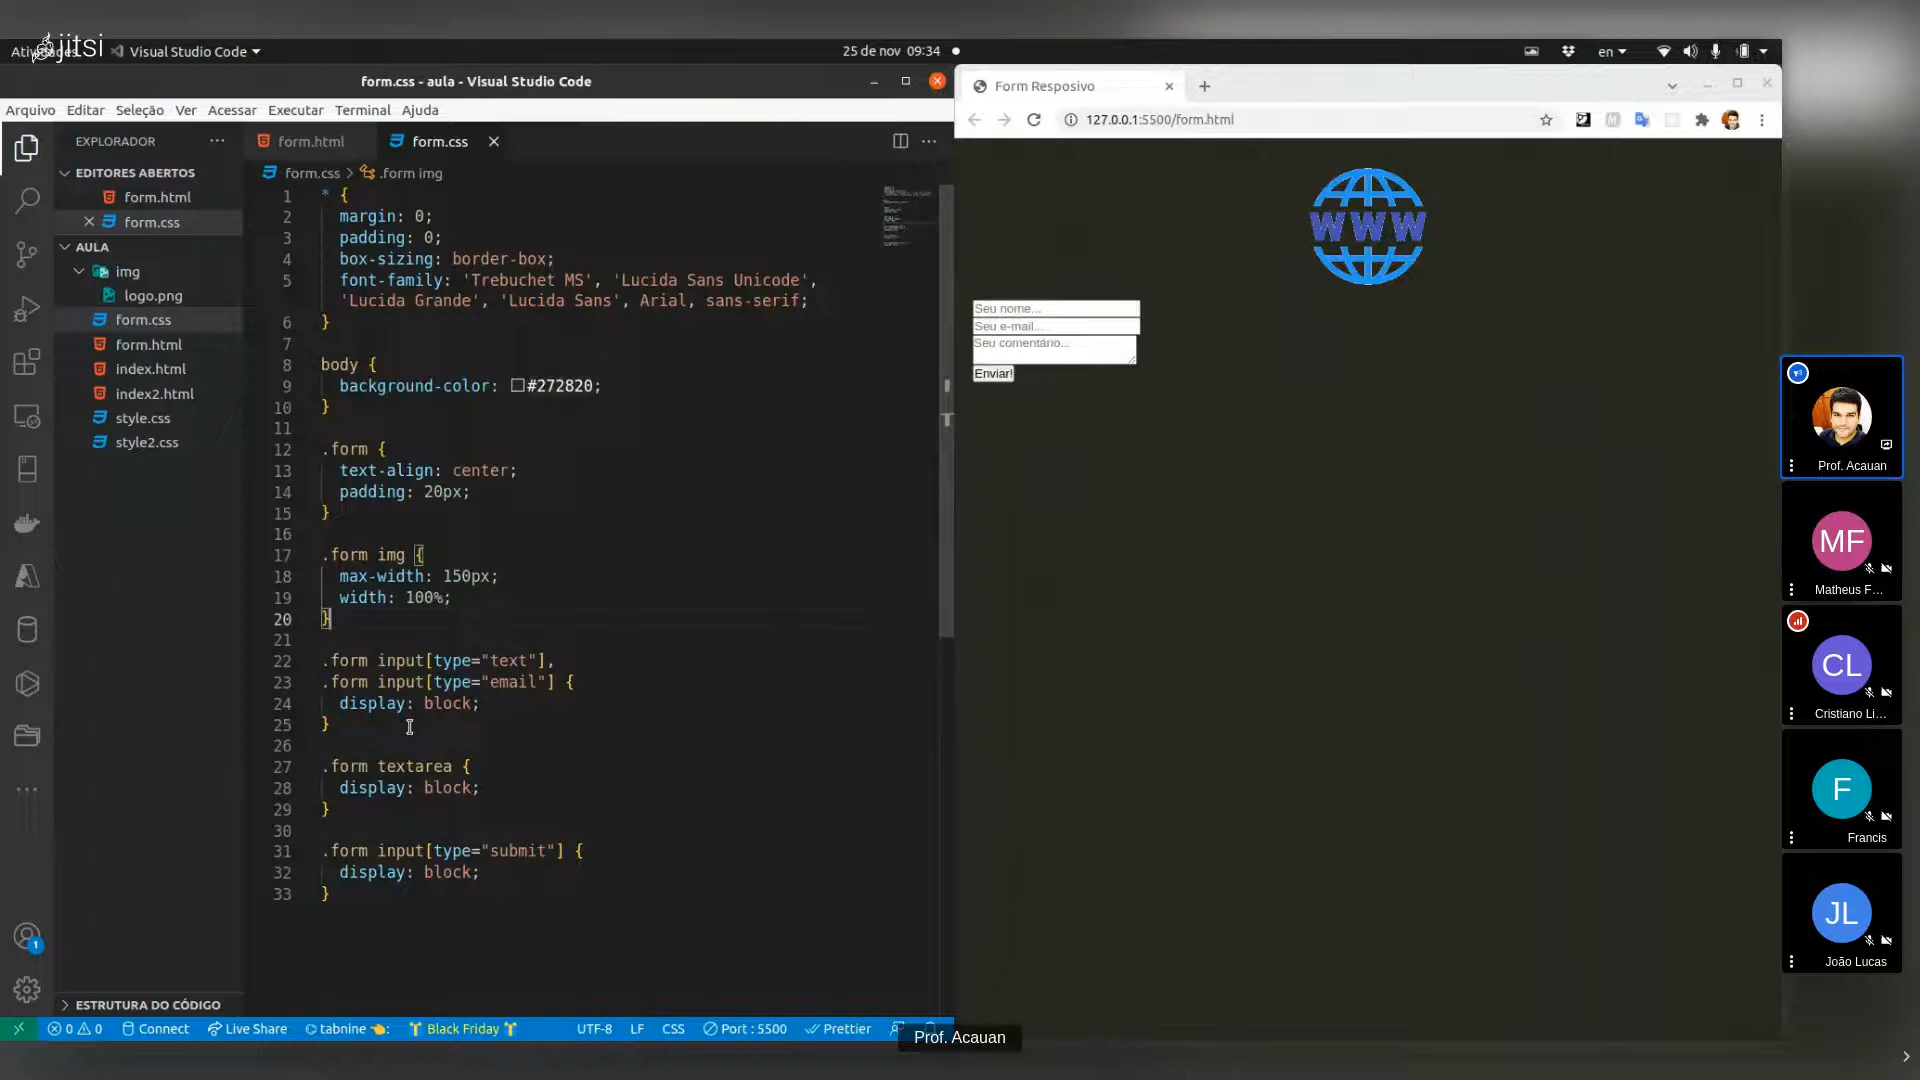 Atividades
jitsi
Visual Studio Code
25 de nov 09:34
en
form.css - aula - Visual Studio Code
Arquivo Editar Seleção Ver Acessar Executar Terminal Ajuda
EXPLORADOR
EDITORES ABERTOS
form.html
form.css
AULA
img
logo.png
form.css
form.html
index.html
index2.html
style.css
style2.css
ESTRUTURA DO CÓDIGO
form.html
form.css
form.css > .form img
1 * {
2 margin: 0;
3 padding: 0;
4 box-sizing: border-box;
5 font-family: 'Trebuchet MS', 'Lucida Sans Unicode',
'Lucida Grande', 'Lucida Sans', Arial, sans-serif;
6 }
7
8 body {
9 background-color: #272820;
10 }
11
12 .form {
13 text-align: center;
14 padding: 20px;
15 }
16
17 .form img {
18 max-width: 150px;
19 width: 100%;
20 }
21
22 .form input[type="text"],
23 .form input[type="email"] {
24 display: block;
25 }
26
27 .form textarea {
28 display: block;
29 }
30
31 .form input[type="submit"] {
32 display: block;
33 }
1
0 0 Connect Live Share tabnine : Black Friday UTF-8 LF CSS Port : 5500 Prettier
Form Resposivo
127.0.0.1:5500/form.html
WWW
Seu nome...
Seu e-mail...
Seu comentário...
Enviar!
Prof. Acauan
MF
Matheus F...
CL
Cristiano Li...
F
Francis
JL
João Lucas
Prof. Acauan